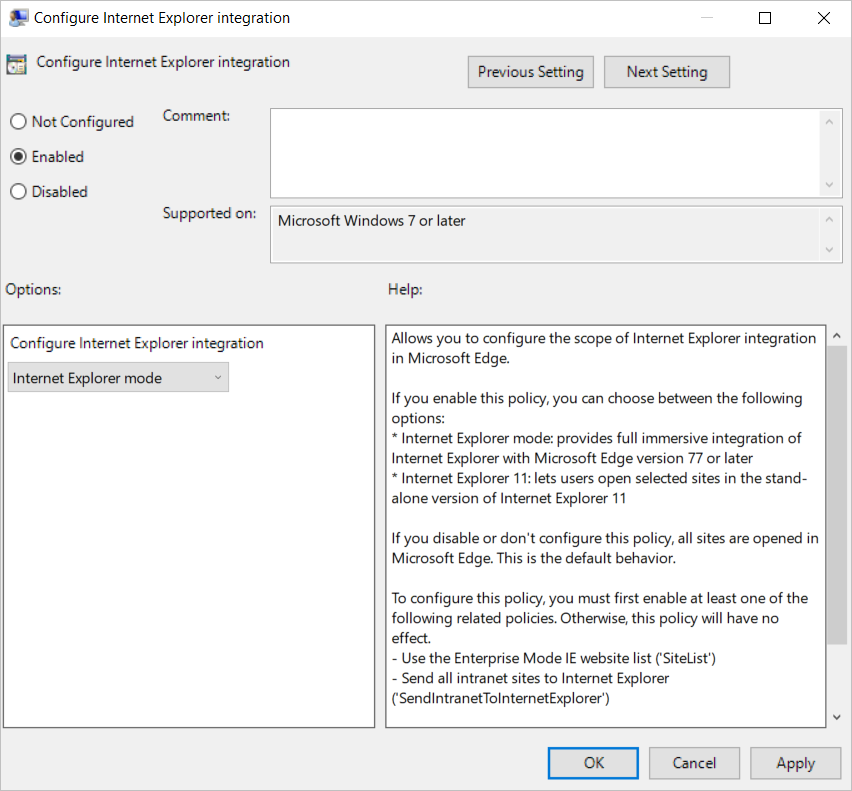 Configure Internet Explorer integration
Configure Internet Explorer integration
Previous Setting
Next Setting
Not Configured
Enabled
Disabled
Comment:
Supported on:
Microsoft Windows 7 or later
Options:
Help:
Configure Internet Explorer integration
Internet Explorer mode
Allows you to configure the scope of Internet Explorer integration
in Microsoft Edge.
If you enable this policy, you can choose between the following
options:
* Internet Explorer mode: provides full immersive integration of
Internet Explorer with Microsoft Edge version 77 or later
* Internet Explorer 11: lets users open selected sites in the stand-
alone version of Internet Explorer 11
If you disable or don't configure this policy, all sites are opened in
Microsoft Edge. This is the default behavior.
To configure this policy, you must first enable at least one of the
following related policies. Otherwise, this policy will have no
effect.
- Use the Enterprise Mode IE website list ('SiteList')
- Send all intranet sites to Internet Explorer
('SendIntranetToInternetExplorer')
OK
Cancel
Apply